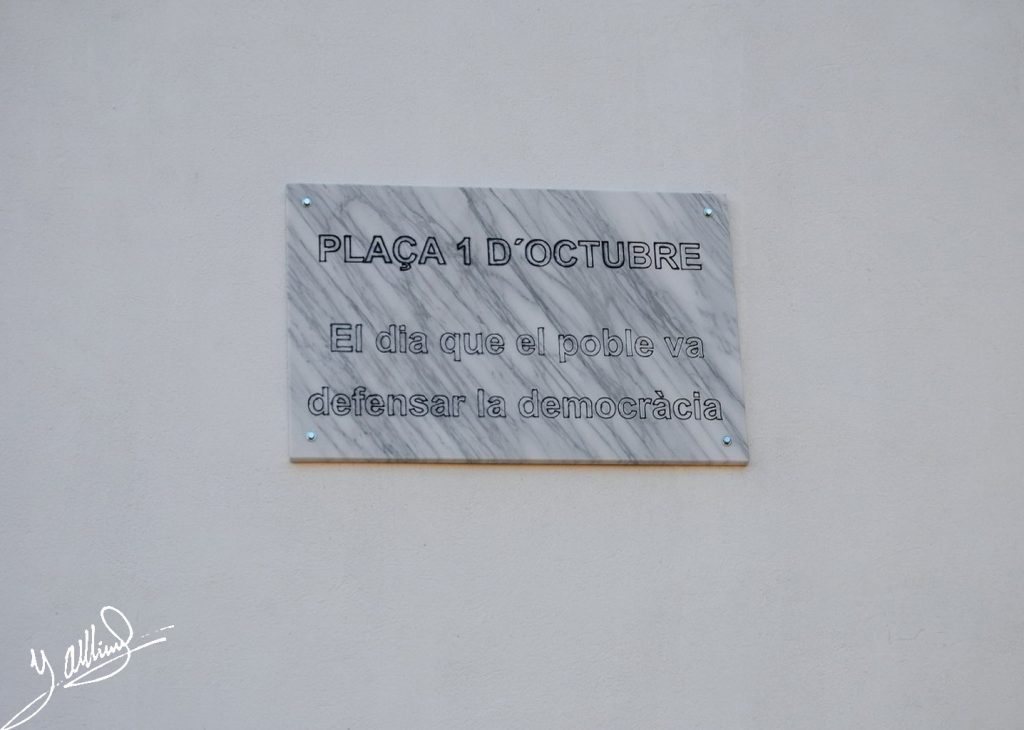 PLAÇA 1 D´OCTUBRE
El dia que el poble va
defensar la democràcia